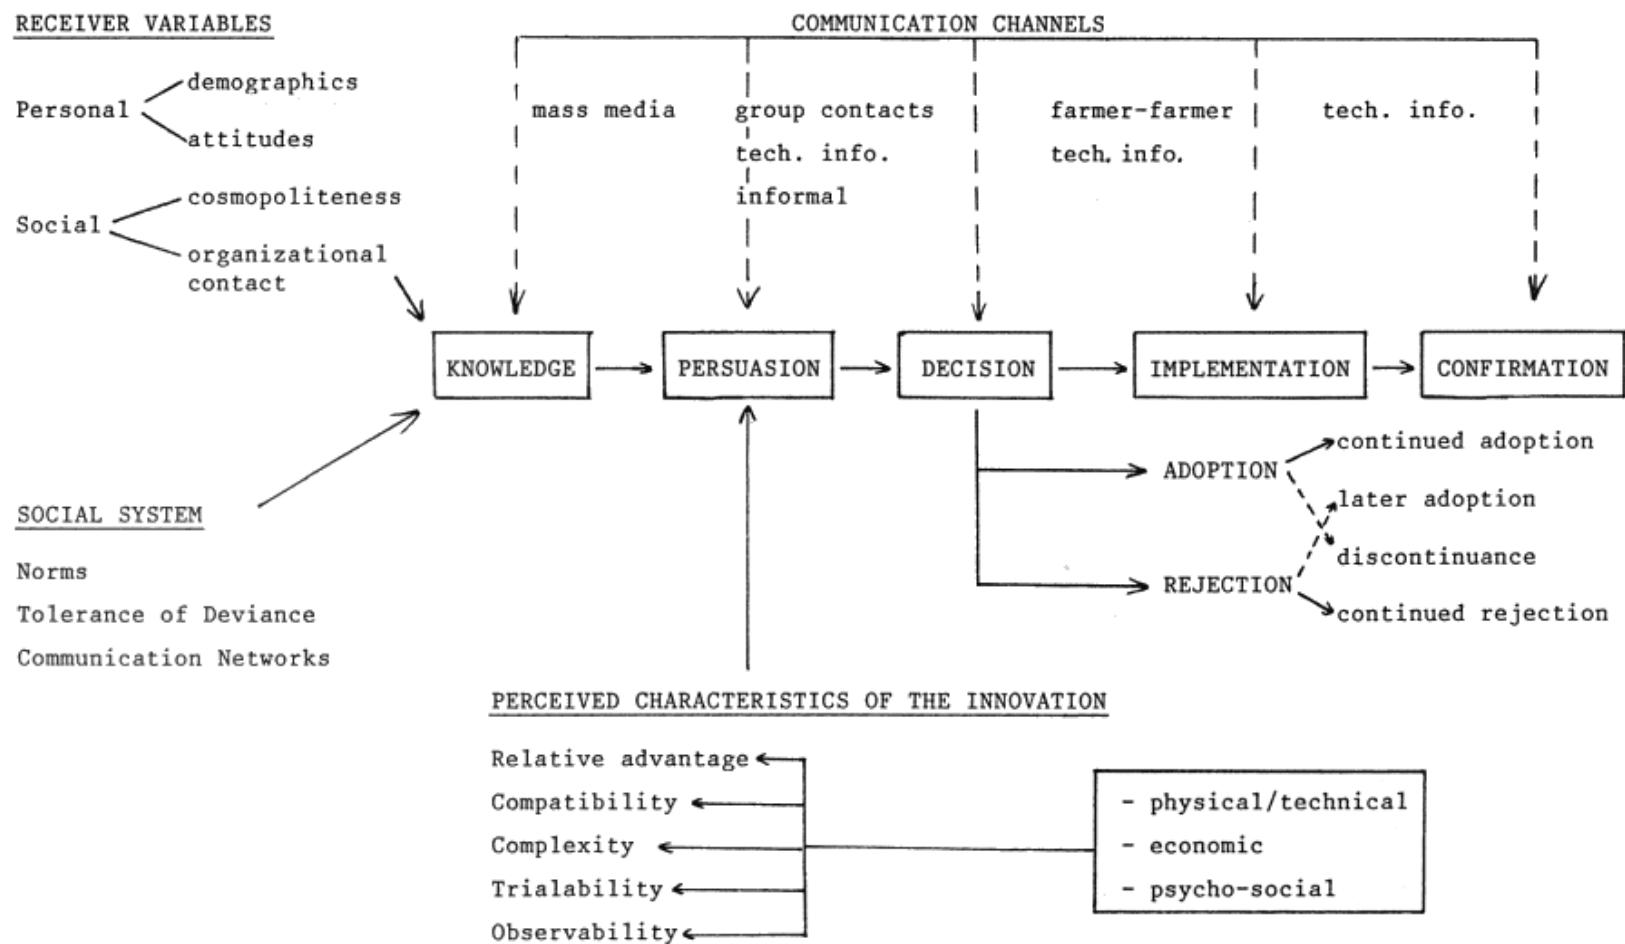 RECEIVER VARIABLES
COMMUNICATION CHANNELS
demographics
Personal
attitudes
cosmopoliteness
Social
organizational
contact
mass media
group contacts
tech. info.
informal
farmer-farmer
tech. info.
tech. info.
KNOWLEDGE
PERSUASION
DECISION
IMPLEMENTATION
CONFIRMATION
continued adoption
ADOPTION
later adoption
discontinuance
REJECTION
continued rejection
SOCIAL SYSTEM
Norms
Tolerance of Deviance
Communication Networks
PERCEIVED CHARACTERISTICS OF THE INNOVATION
Relative advantage
Compatibility
Complexity
Trialability
Observability
- physical/technical
- economic
- psycho-social